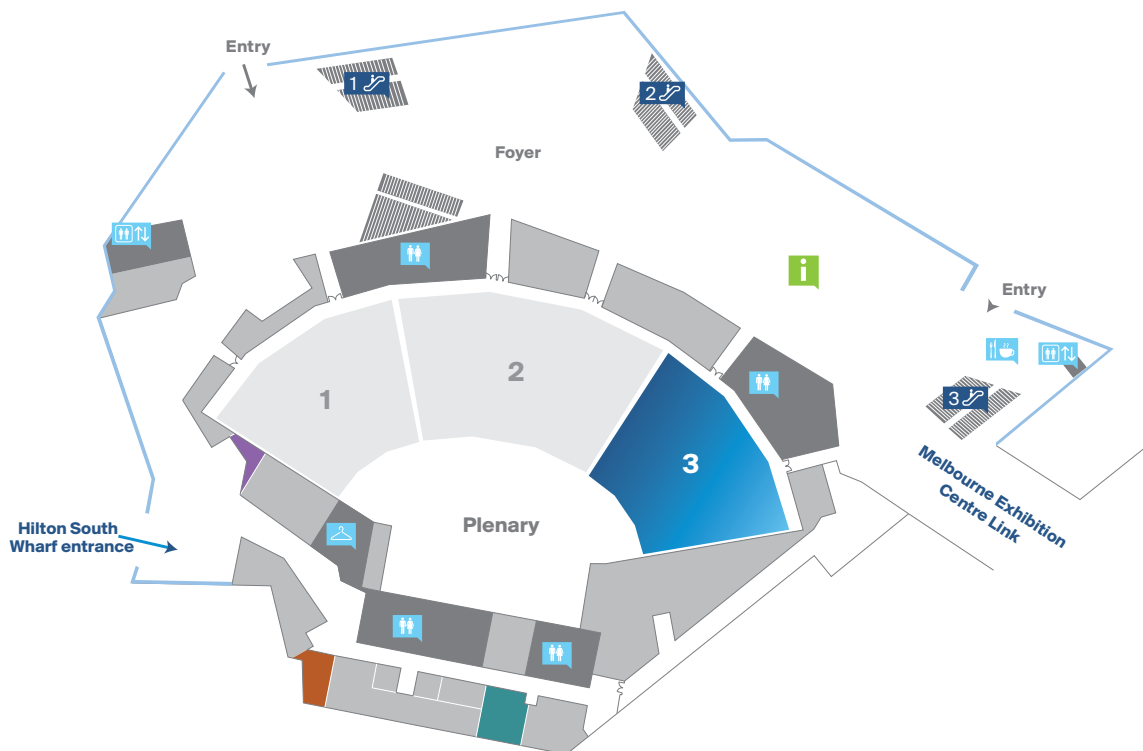 Entry
1
2
Foyer
i
Entry
3
1
2
3
Melbourne Exhibition
Centre Link
Plenary
Hilton South
Wharf entrance